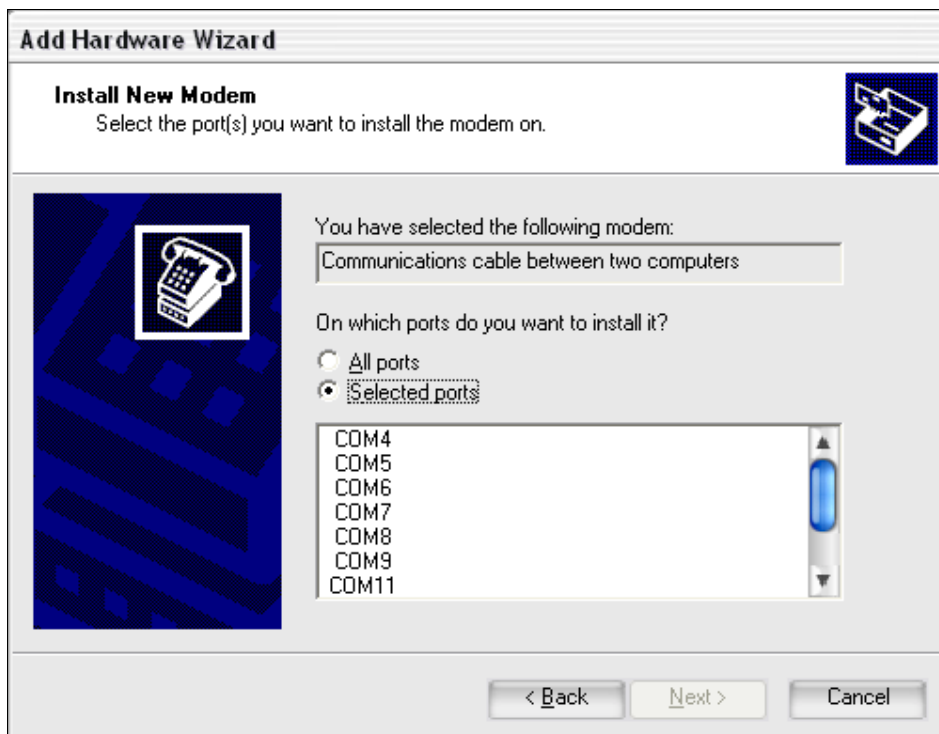 Add Hardware Wizard
Install New Modem
Select the port(s) you want to install the modem on.
You have selected the following modem:
Communications cable between two computers
On which ports do you want to install it?
All ports
Selected ports
COM4
COM5
COM6
COM7
COM8
COM9
COM11
< Back Next > Cancel